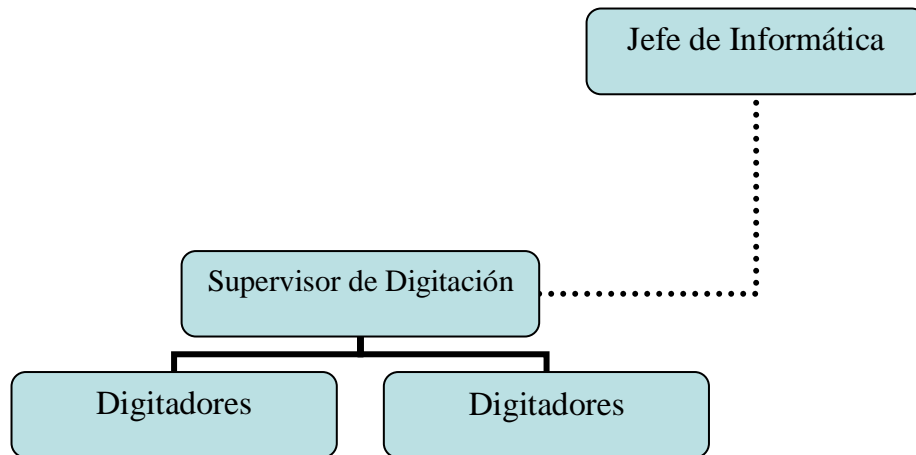 Jefe de Informática
Supervisor de Digitación
Digitadores
Digitadores